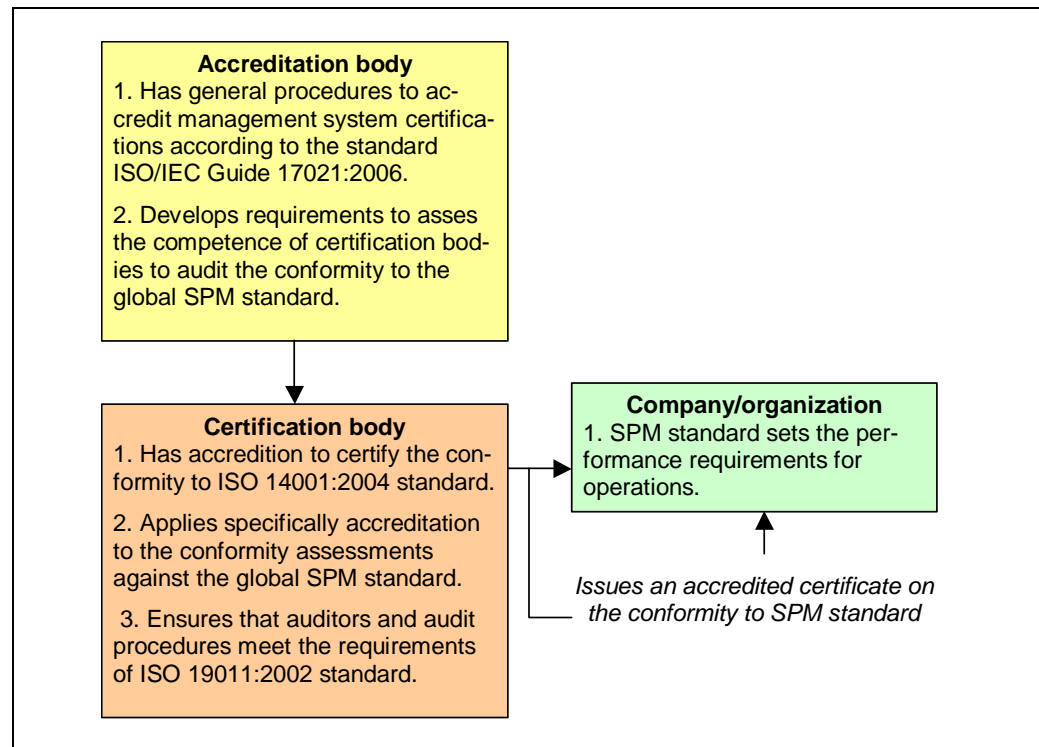 Accreditation body
1. Has general procedures to ac-
credit management system certifica-
tions according to the standard
ISO/IEC Guide 17021:2006.
2. Develops requirements to asses
the competence of certification bod-
ies to audit the conformity to the
global SPM standard.
Certification body
1. Has accredition to certify the con-
formity to ISO 14001:2004 standard.
2. Applies specifically accreditation
to the conformity assessments
against the global SPM standard.
3. Ensures that auditors and audit
procedures meet the requirements
of ISO 19011:2002 standard.
Company/organization
1. SPM standard sets the per-
formance requirements for
operations.
Issues an accredited certificate on
the conformity to SPM standard